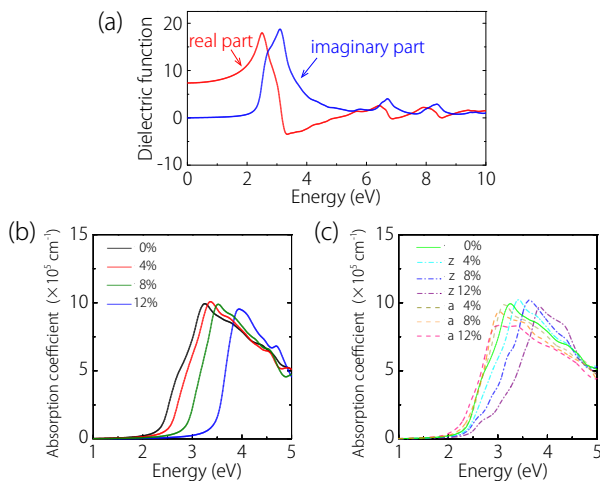 (a)
20
10
0
-10
Dielectric function
real part
imaginary part
0 2 4 6 8 10
Energy (eV)
(b)
15
10
5
0
Absorption coefficient (×10⁵ cm⁻¹)
0%
4%
8%
12%
1 2 3 4 5
Energy (eV)
(c)
15
10
5
0
Absorption coefficient (×10⁵ cm⁻¹)
0%
z 4%
z 8%
z 12%
a 4%
a 8%
a 12%
1 2 3 4 5
Energy (eV)